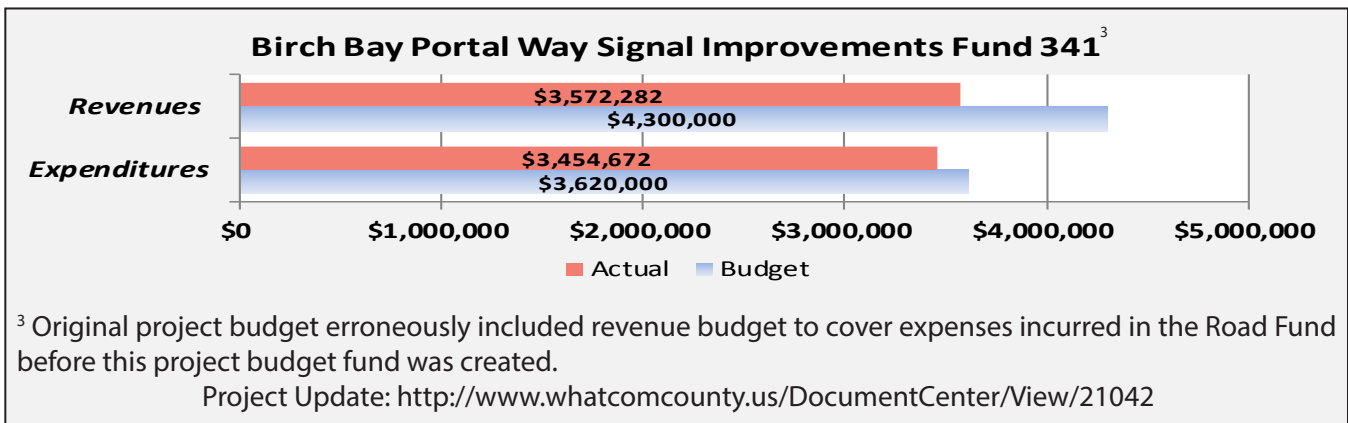 Birch Bay Portal Way Signal Improvements Fund 341³
Revenues
$3,572,282
$4,300,000
Expenditures
$3,454,672
$3,620,000
$0 $1,000,000 $2,000,000 $3,000,000 $4,000,000 $5,000,000
Actual Budget
³ Original project budget erroneously included revenue budget to cover expenses incurred in the Road Fund
before this project budget fund was created.
Project Update: http://www.whatcomcounty.us/DocumentCenter/View/21042